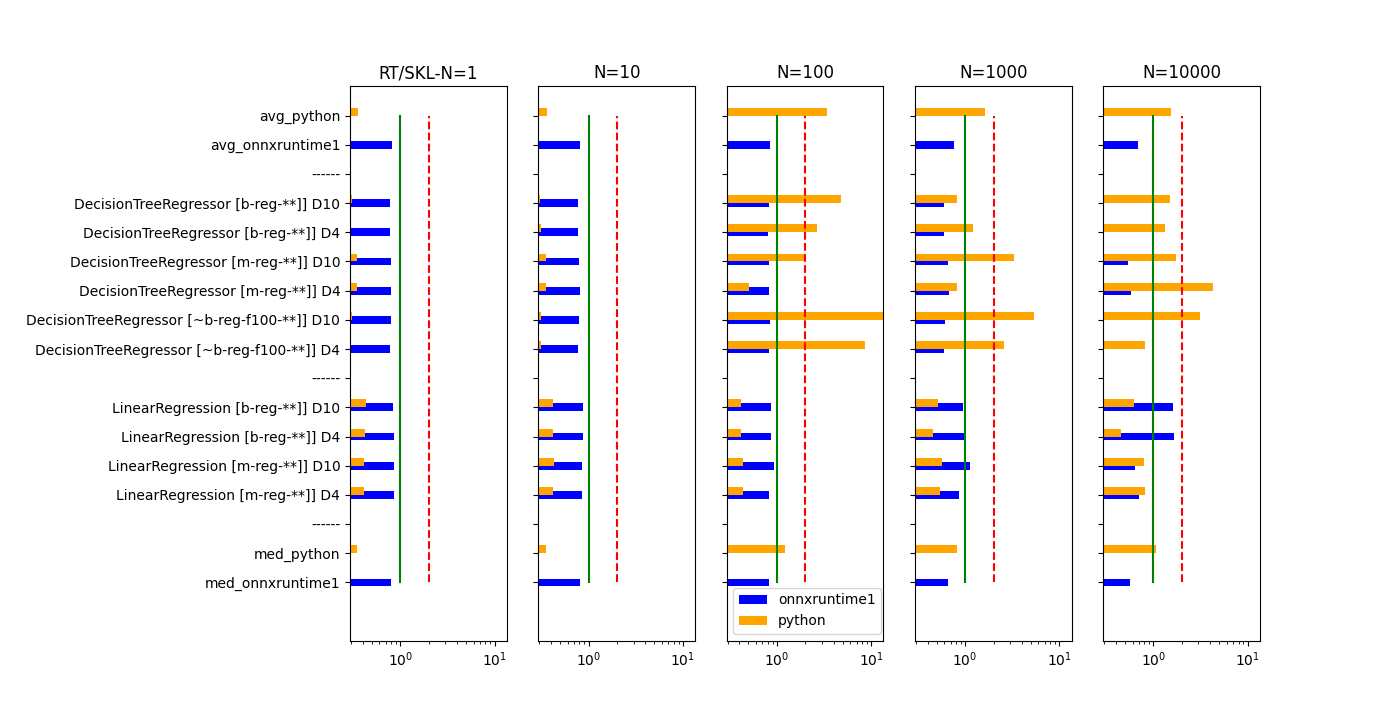 RT/SKL-N=1
N=10
N=100
N=1000
N=10000
avg_python
avg_onnxruntime1
------
DecisionTreeRegressor [b-reg-**]] D10
DecisionTreeRegressor [b-reg-**]] D4
DecisionTreeRegressor [m-reg-**]] D10
DecisionTreeRegressor [m-reg-**]] D4
DecisionTreeRegressor [~b-reg-f100-**]] D10
DecisionTreeRegressor [~b-reg-f100-**]] D4
------
LinearRegression [b-reg-**]] D10
LinearRegression [b-reg-**]] D4
LinearRegression [m-reg-**]] D10
LinearRegression [m-reg-**]] D4
------
med_python
med_onnxruntime1
onnxruntime1
python
10⁰ 10¹ 10⁰ 10¹ 10⁰ 10¹ 10⁰ 10¹ 10⁰ 10¹